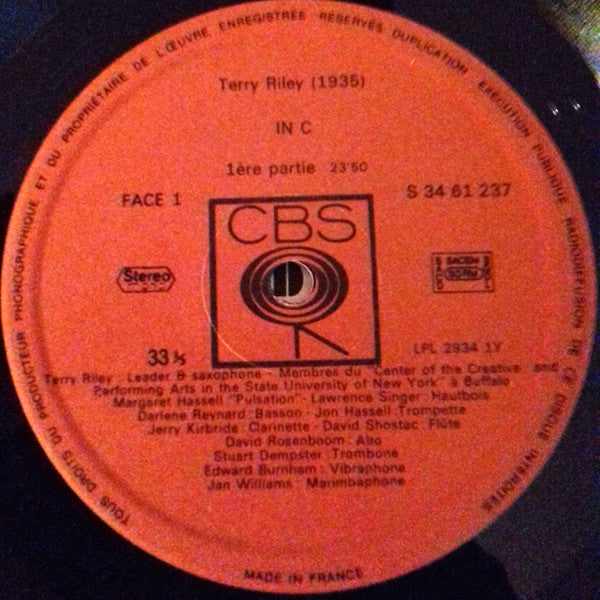 TOUS DROITS DU PRODUCTEUR PHONOGRAPHIQUE ET DU PROPRIÉTAIRE DE L'ŒUVRE ENREGISTRÉE RÉSERVÉS DUPLICATION EXÉCUTION PUBLIQUE RADIODIFFUSION DE CE DISQUE INTERDITES
Terry Riley (1935)
IN C
1ère partie 23'50
FACE 1
S 34 61 237
CBS
Stereo
SACEM
33 ⅓
LPL 2934 1Y
Terry Riley : Leader & saxophone - Membres du "Center of the Creative and
Performing Arts in the State University of New York" à Buffalo
Margaret Hassell "Pulsation" - Lawrence Singer : Hautbois
Darlene Reynard : Basson - Jon Hassell Trompette
Jerry Kirbride : Clarinette - David Shostac : Flûte
David Rosenboom : Alto
Stuart Dempster : Trombone
Edward Burnham : Vibraphone
Jan Williams : Marimbaphone
MADE IN FRANCE